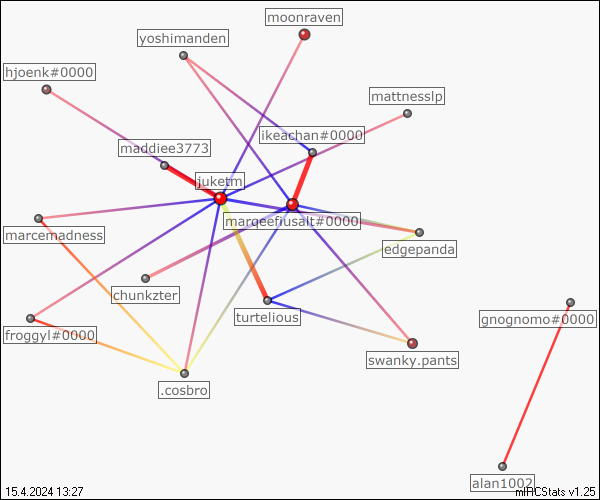 moonraven
yoshimanden
hjoenk#0000
mattnesslp
ikeachan#0000
maddiee3773
juketm
marqeefiusait#0000
marcemadness
edgepanda
chunkzter
turtelious
gnognomo#0000
froggyl#0000
swanky.pants
.cosbro
alan1002
15.4.2024 13:27
mIRCStats v1.25